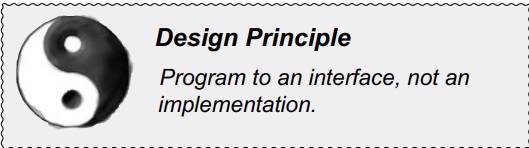 Design Principle
Program to an interface, not an
implementation.